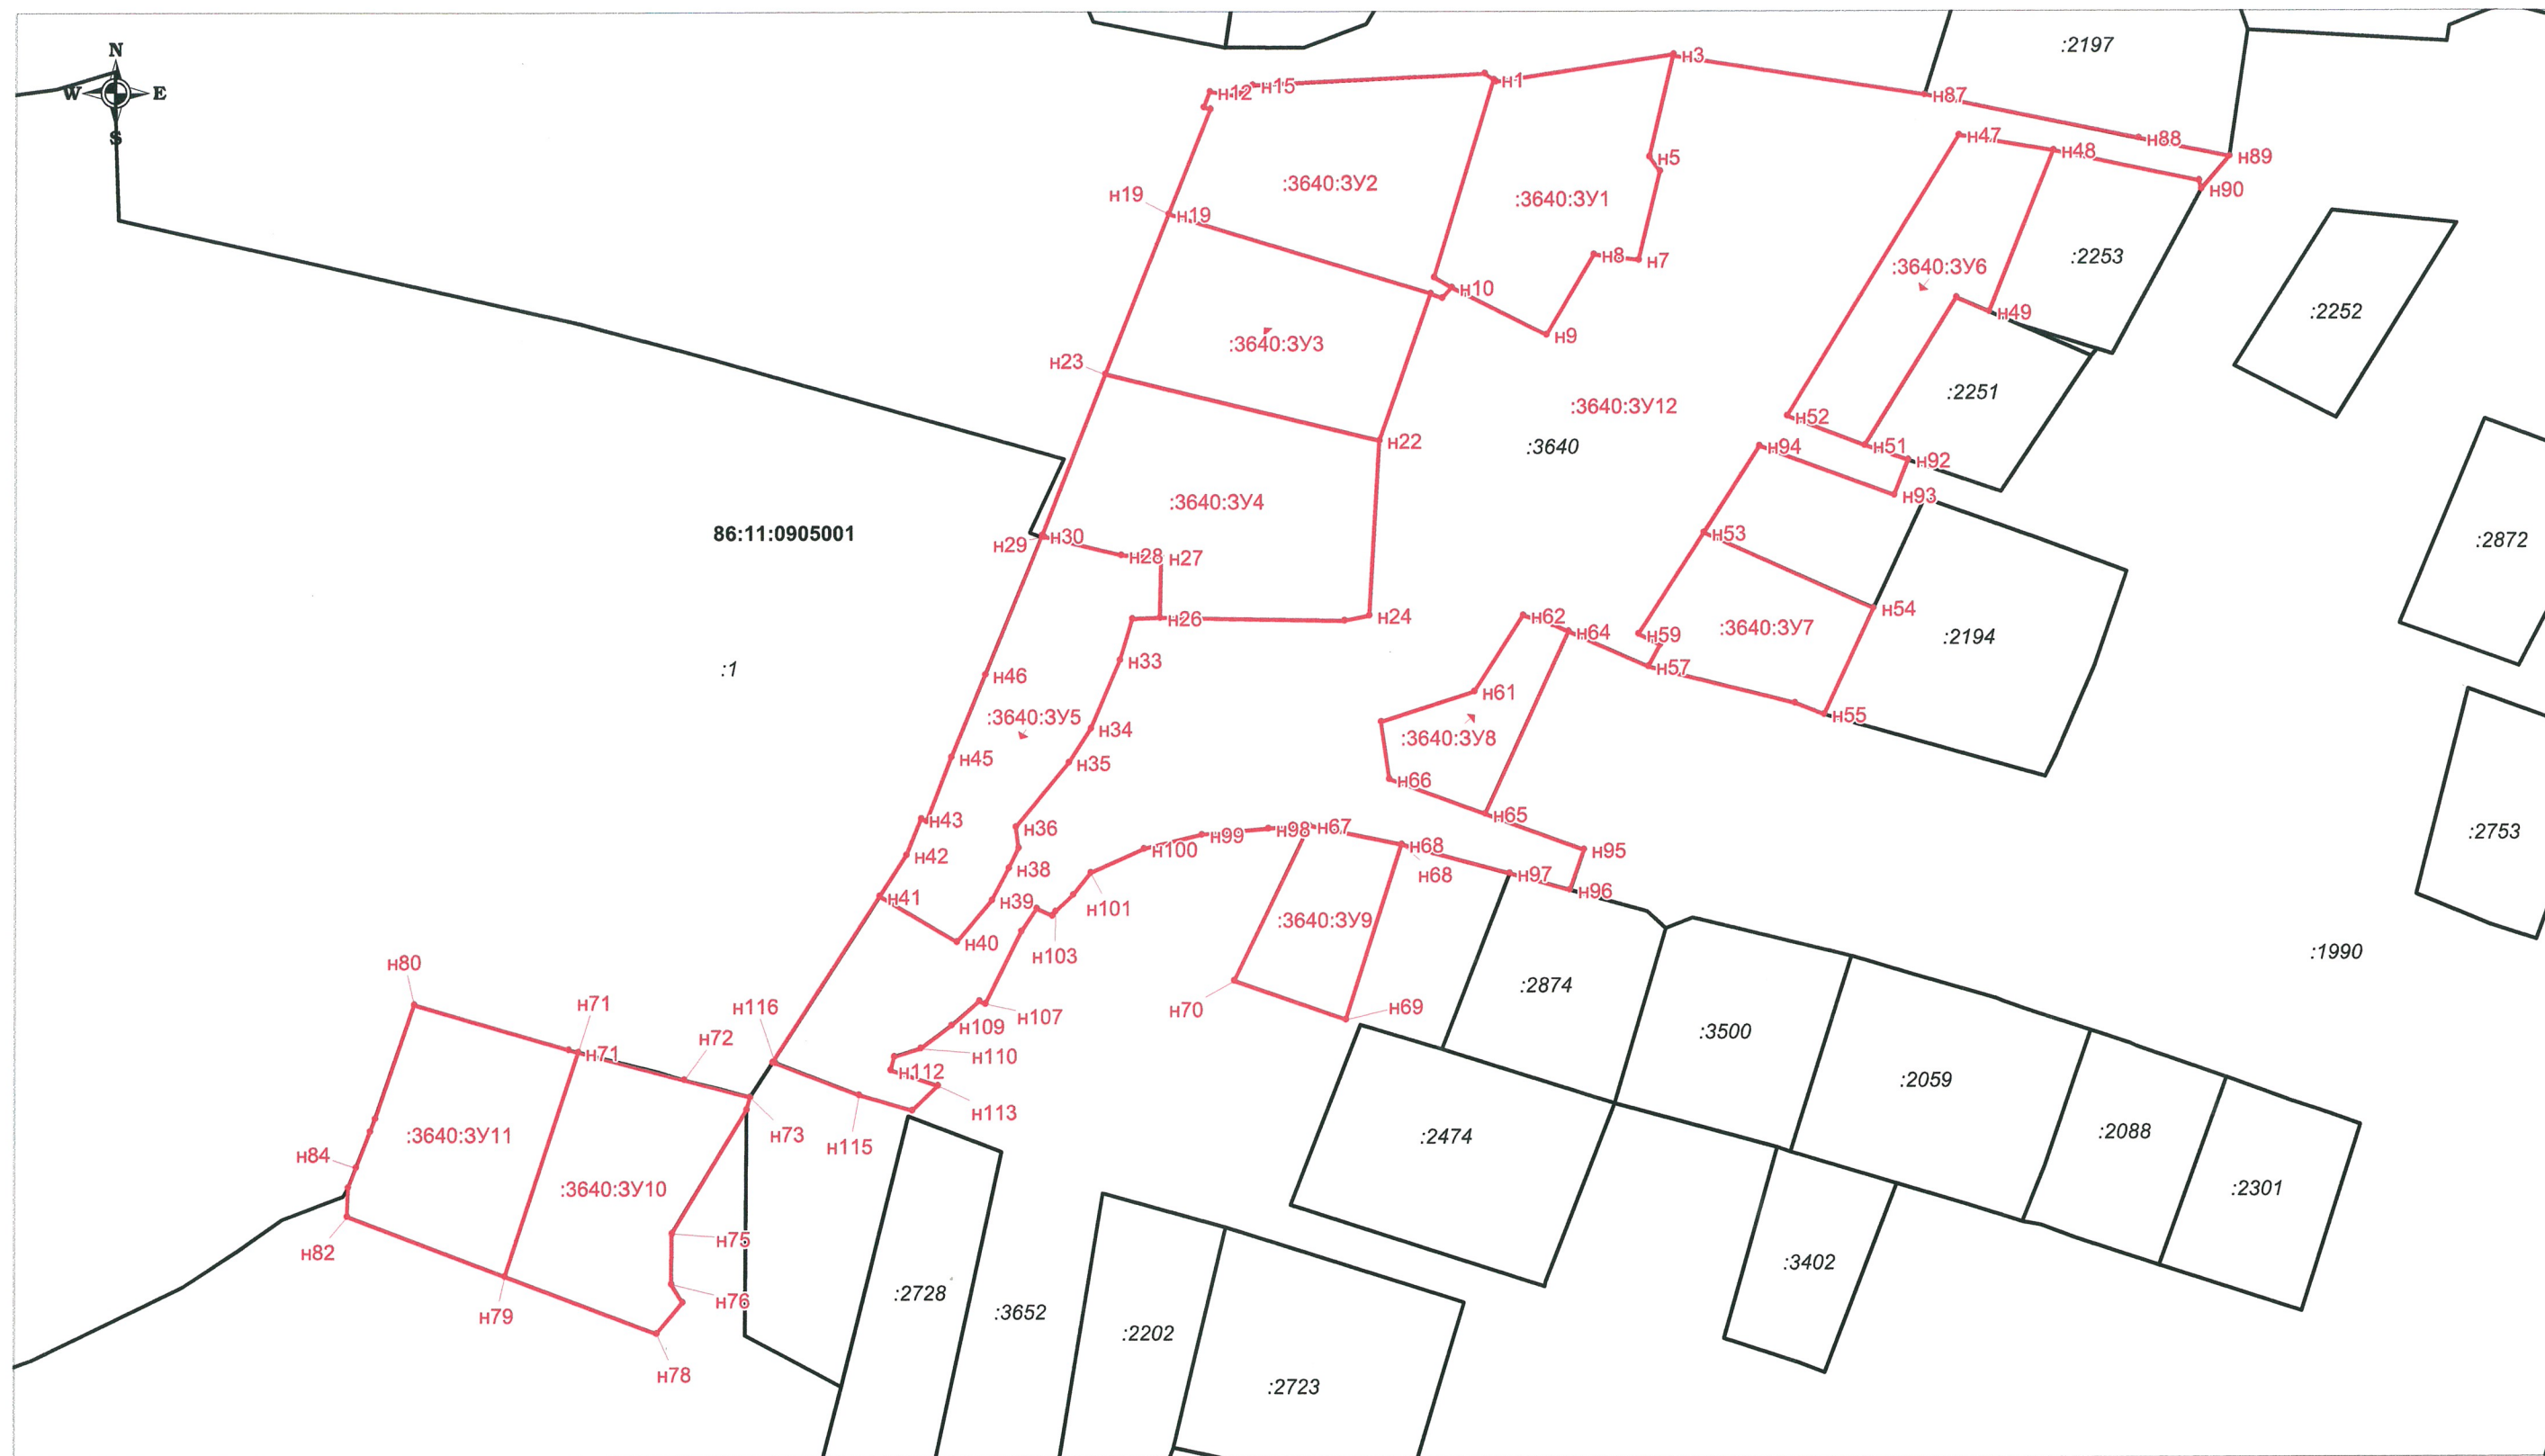 N
W E
S
:2197
н3
н1
н12
н15
н87
н88
н89
н90
н47
н48
н5
:3640:ЗУ2
:3640:ЗУ1
н19
н19
н8
н7
:2253
:3640:ЗУ6
н10
н49
:2252
н9
:3640:ЗУ3
н23
:2251
:3640:ЗУ12
н52
н22
:3640
н51
н94
н92
н93
:3640:ЗУ4
86:11:0905001
н29
н30
н28
н27
н53
:2872
н54
н26
н24
н62
н64
н59
:3640:ЗУ7
:2194
н33
н57
:1
н46
н61
:3640:ЗУ5
н55
н34
:3640:ЗУ8
н45
н35
н66
н65
н43
н36
н99
н98
н67
:2753
н42
н100
н68
н95
н38
н68
н97
н96
н41
н39
н101
:3640:ЗУ9
н40
н103
:1990
н80
:2874
н71
н116
н107
н70
н69
н109
:3500
н72
н71
н110
н112
:2059
н113
н73
н115
:3640:ЗУ11
:2474
:2088
н84
:3640:ЗУ10
:2301
н75
н82
:3402
:2728
н76
н79
:3652
:2202
н78
:2723